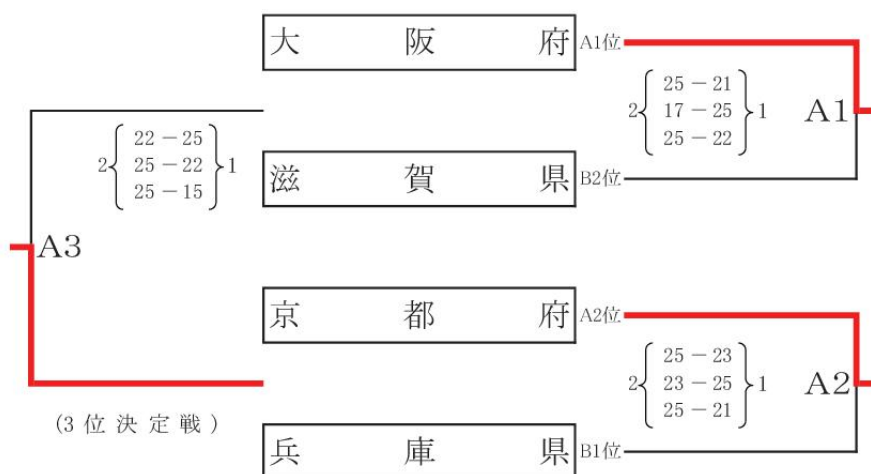 大阪府 A1位
25－21
2 17－25 1 A1
25－22
22－25
2 25－22 1
25－15
滋賀県 B2位
A3
京都府 A2位
25－23
2 23－25 1 A2
25－21
(3位決定戦)
兵庫県 B1位